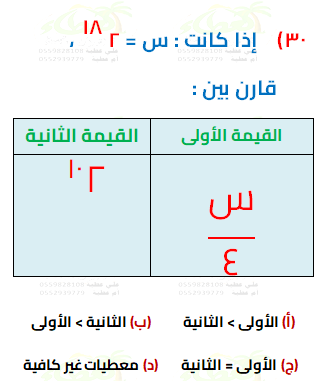 ٣٠) إذا كانت : س = ٢^١٨ ،
قارن بين :
القيمة الأولى القيمة الثانية
س ٢^١٠
٤
(أ) الأولى > الثانية (ب) الثانية > الأولى
(ج) الأولى = الثانية (د) معطيات غير كافية